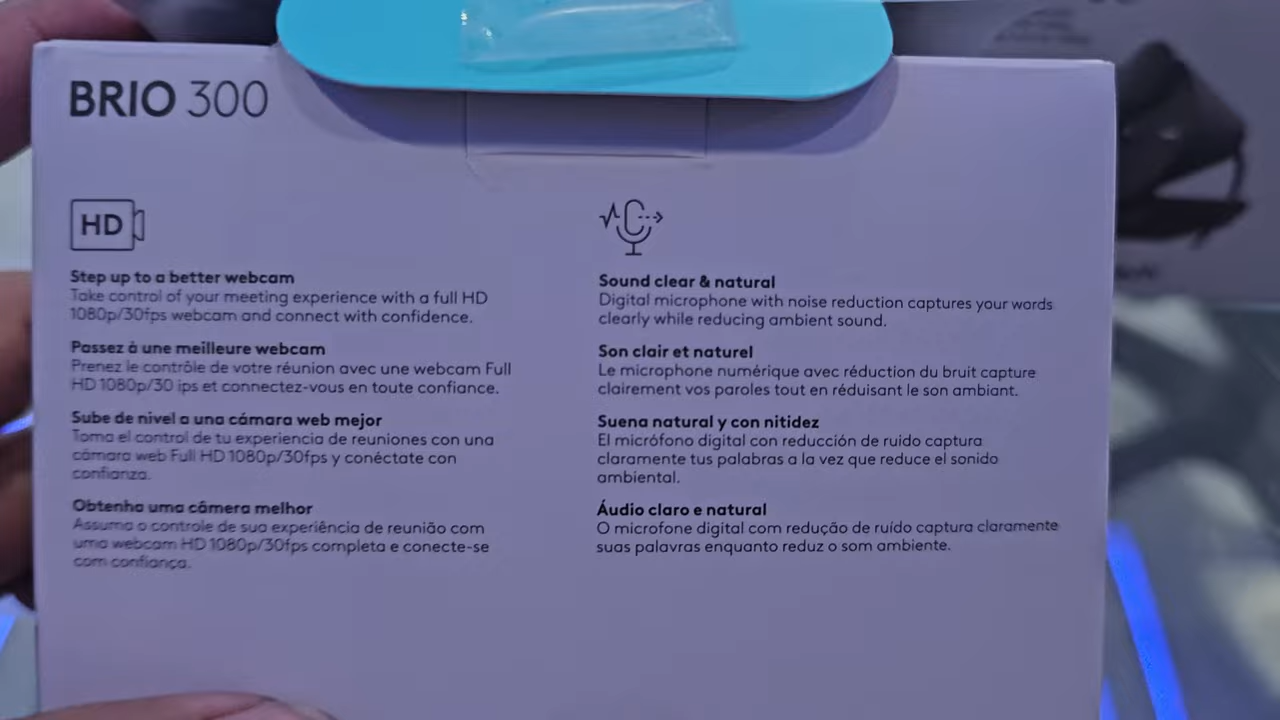 BRIO 300
HD
Step up to a better webcam
Take control of your meeting experience with a full HD
1080p/30fps webcam and connect with confidence.
Passez à une meilleure webcam
Prenez le contrôle de votre réunion avec une webcam Full
HD 1080p/30 ips et connectez-vous en toute confiance.
Sube de nivel a una cámara web mejor
Toma el control de tu experiencia de reuniones con una
cámara web Full HD 1080p/30fps y conéctate con
confianza.
Obtenha uma câmera melhor
Assuma o controle de sua experiência de reunião com
uma webcam HD 1080p/30fps completa e conecte-se
com confiança.
Sound clear & natural
Digital microphone with noise reduction captures your words
clearly while reducing ambient sound.
Son clair et naturel
Le microphone numérique avec réduction du bruit capture
clairement vos paroles tout en réduisant le son ambiant.
Suena natural y con nitidez
El micrófono digital con reducción de ruido captura
claramente tus palabras a la vez que reduce el sonido
ambiental.
Áudio claro e natural
O microfone digital com redução de ruído captura claramente
suas palavras enquanto reduz o som ambiente.